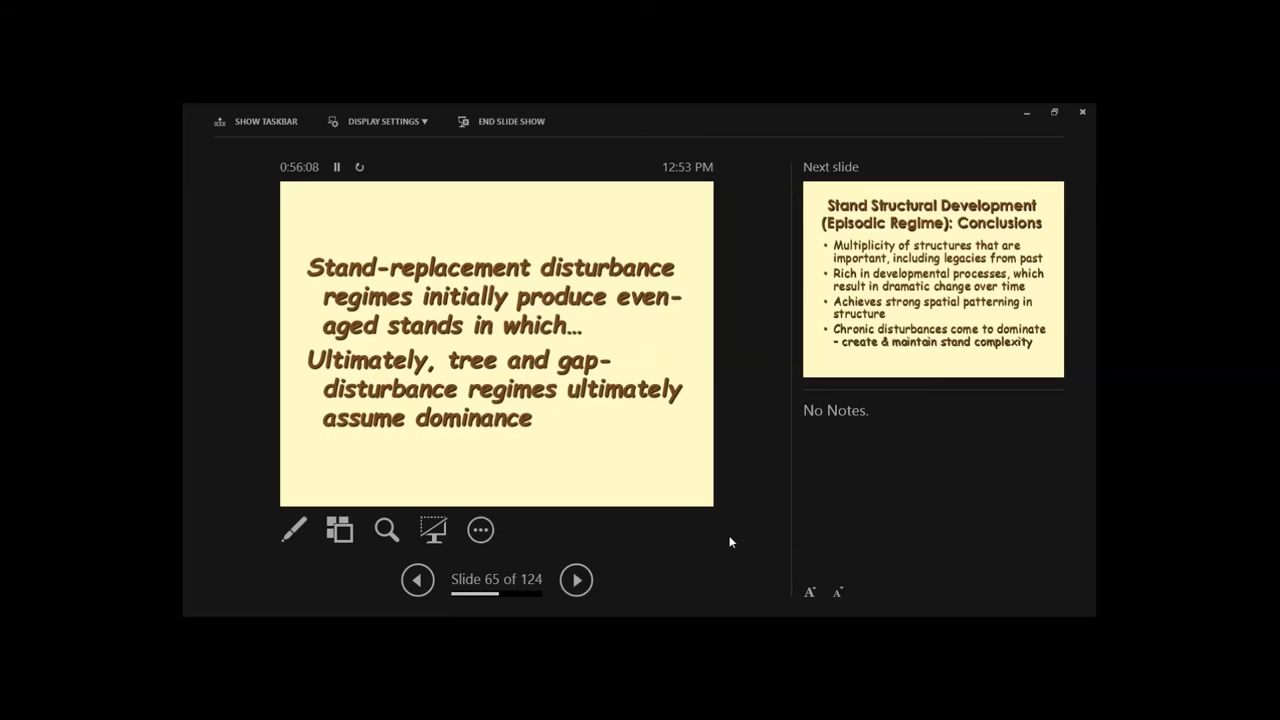 SHOW TASKBAR
DISPLAY SETTINGS ▼
END SLIDE SHOW
0:56:08
12:53 PM
Stand-replacement disturbance
regimes initially produce even-
aged stands in which…
Ultimately, tree and gap-
disturbance regimes ultimately
assume dominance
Slide 65 of 124
Next slide
Stand Structural Development
(Episodic Regime): Conclusions
• Multiplicity of structures that are
important, including legacies from past
• Rich in developmental processes, which
result in dramatic change over time
• Achieves strong spatial patterning in
structure
• Chronic disturbances come to dominate
– create & maintain stand complexity
No Notes.
A A